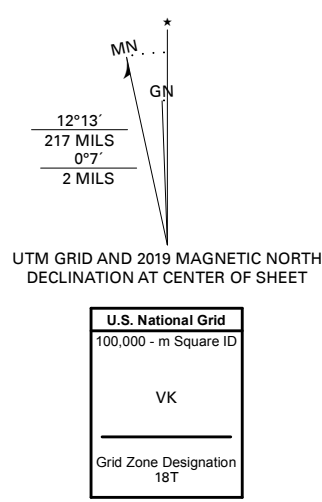 ★
MN
GN
12°13´
217 MILS
0°7´
2 MILS
UTM GRID AND 2019 MAGNETIC NORTH
DECLINATION AT CENTER OF SHEET
U.S. National Grid
100,000 - m Square ID
VK
Grid Zone Designation
18T